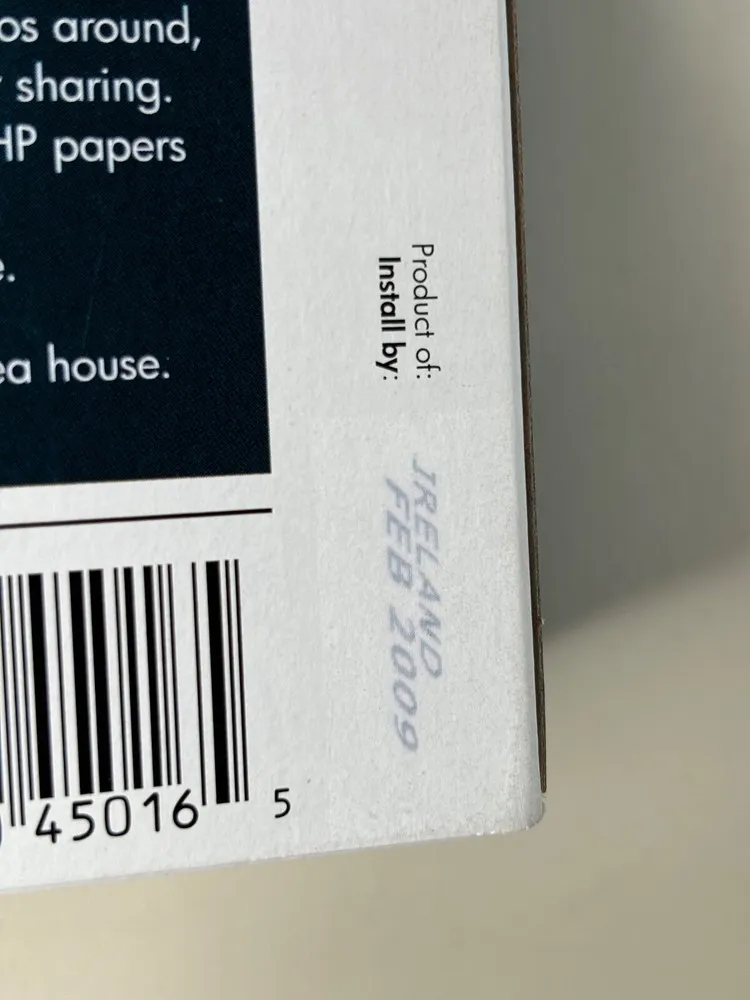 os around,
sharing.
HP papers
e.
ea house.
Product of:
Install by:
IRELAND
FEB 2009
45016 5